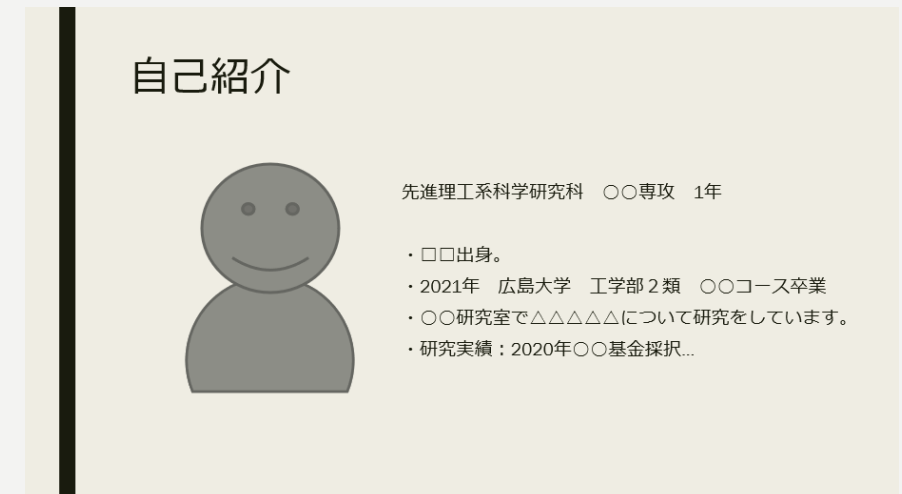 自己紹介
先進理工系科学研究科　○○専攻　1年
・□□出身。
・2021年　広島大学　工学部２類　○○コース卒業
・○○研究室で△△△△△について研究をしています。
・研究実績：2020年○○基金採択...